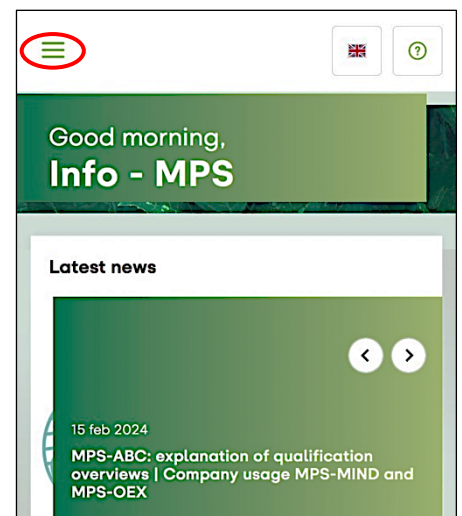 Good morning,
Info - MPS
Latest news
15 feb 2024
MPS-ABC: explanation of qualification
overviews | Company usage MPS-MIND and
MPS-OEX